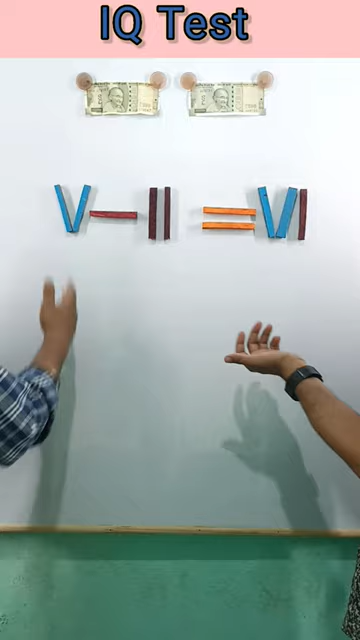 IQ Test
V - II = VI